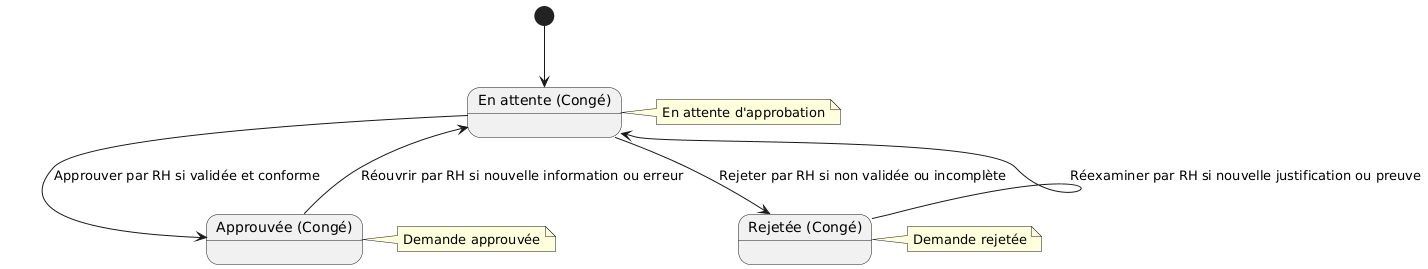 En attente (Congé)
En attente d'approbation
Approuver par RH si validée et conforme
Réouvrir par RH si nouvelle information ou erreur
Rejeter par RH si non validée ou incomplète
Réexaminer par RH si nouvelle justification ou preuve
Approuvée (Congé)
Demande approuvée
Rejetée (Congé)
Demande rejetée